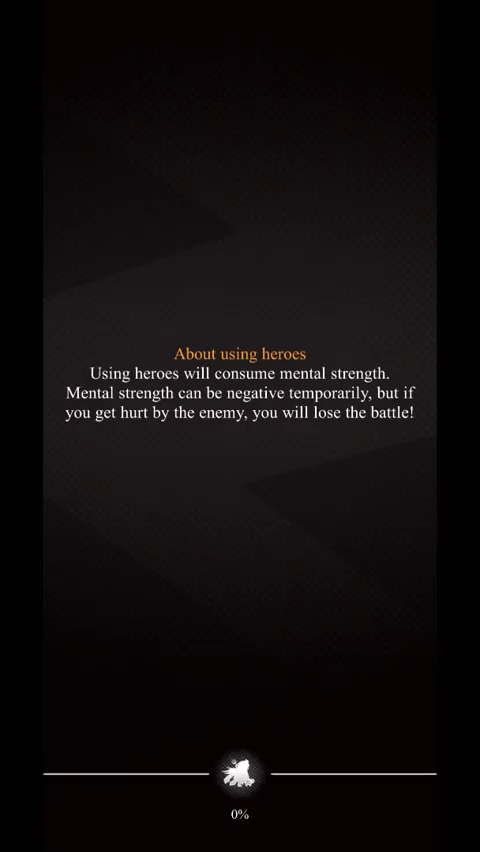 About using heroes
Using heroes will consume mental strength.
Mental strength can be negative temporarily, but if
you get hurt by the enemy, you will lose the battle!
0%